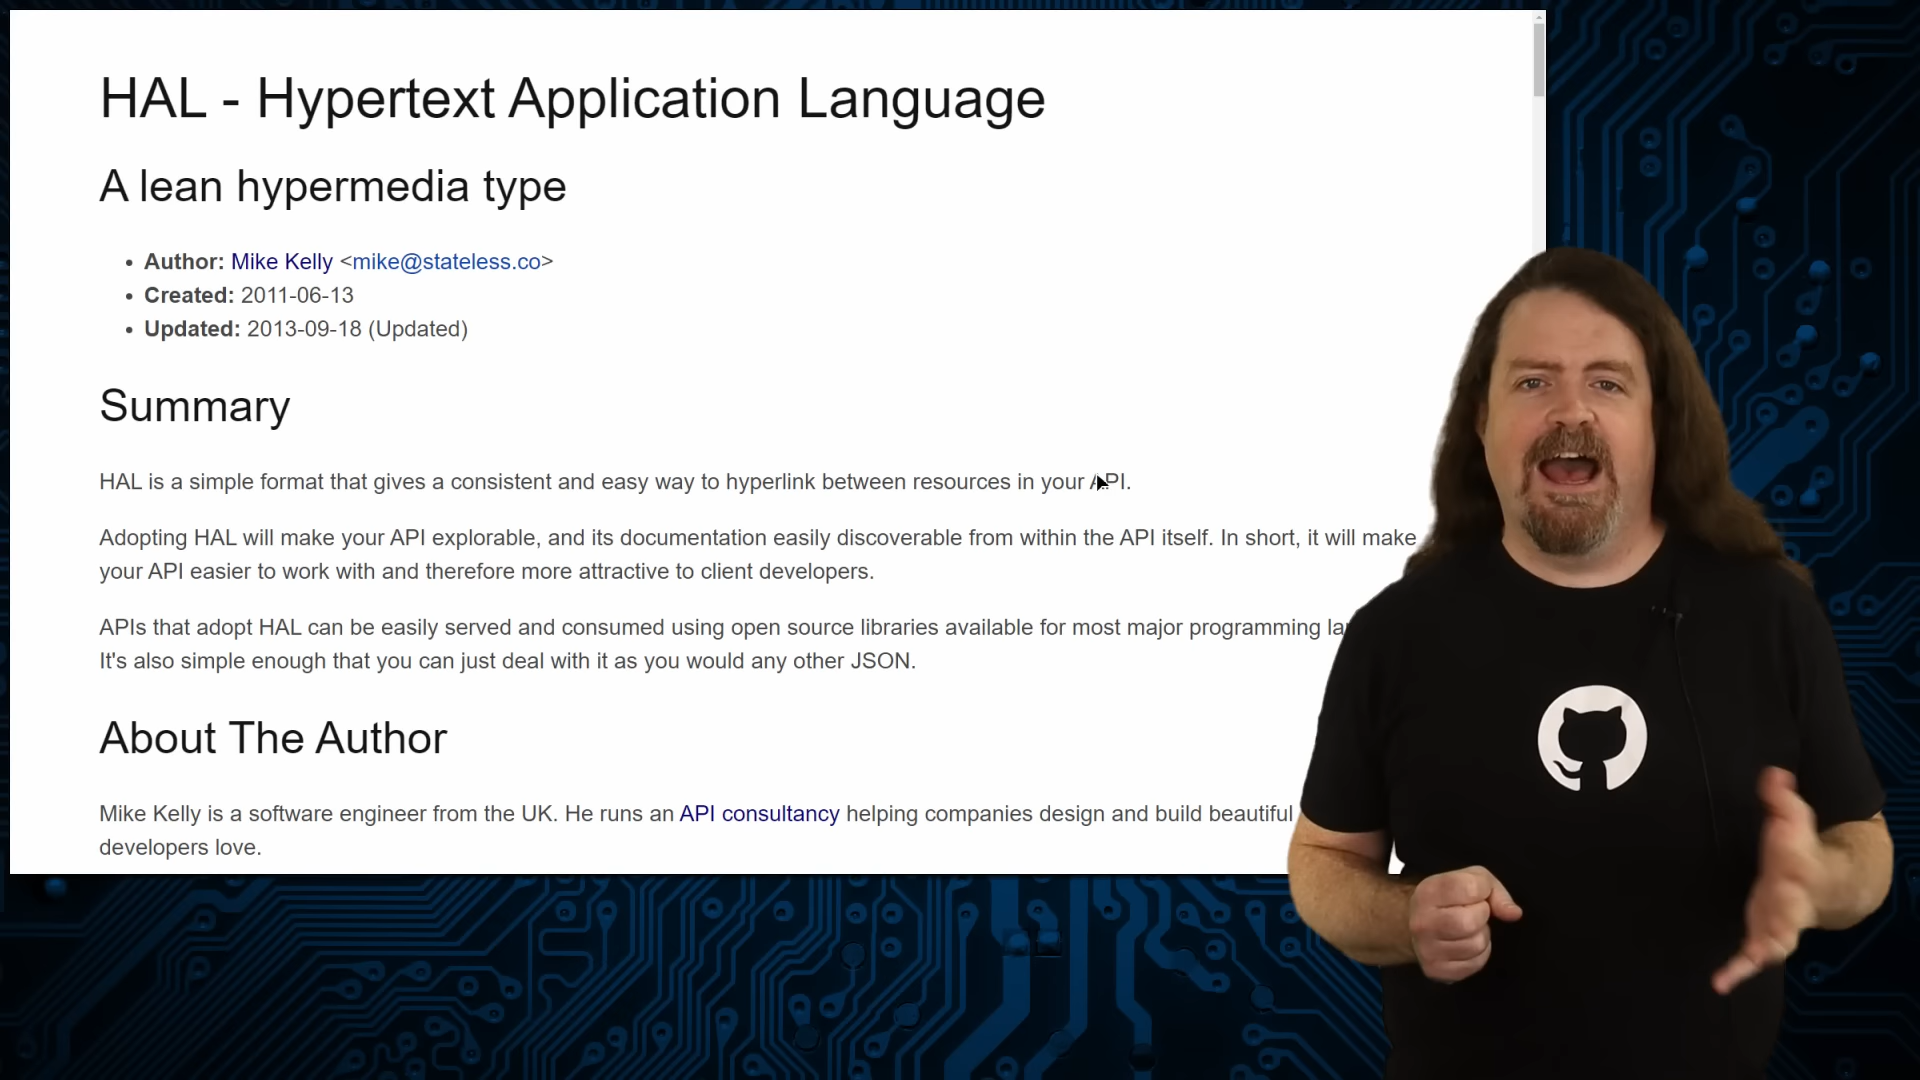 HAL - Hypertext Application Language
A lean hypermedia type
Author: Mike Kelly <mike@stateless.co>
Created: 2011-06-13
Updated: 2013-09-18 (Updated)
Summary
HAL is a simple format that gives a consistent and easy way to hyperlink between resources in your API.
Adopting HAL will make your API explorable, and its documentation easily discoverable from within the API itself. In short, it will make
your API easier to work with and therefore more attractive to client developers.
APIs that adopt HAL can be easily served and consumed using open source libraries available for most major programming
It's also simple enough that you can just deal with it as you would any other JSON.
About The Author
Mike Kelly is a software engineer from the UK. He runs an API consultancy helping companies design and build beautiful
developers love.